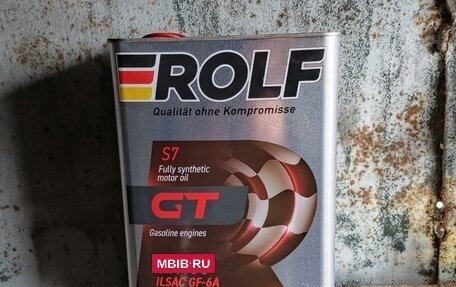 ROLF
Qualität ohne Kompromisse
S7
Fully synthetic
motor oil
GT
Gasoline engines
MBIB.RU
ILSAC GF-6A